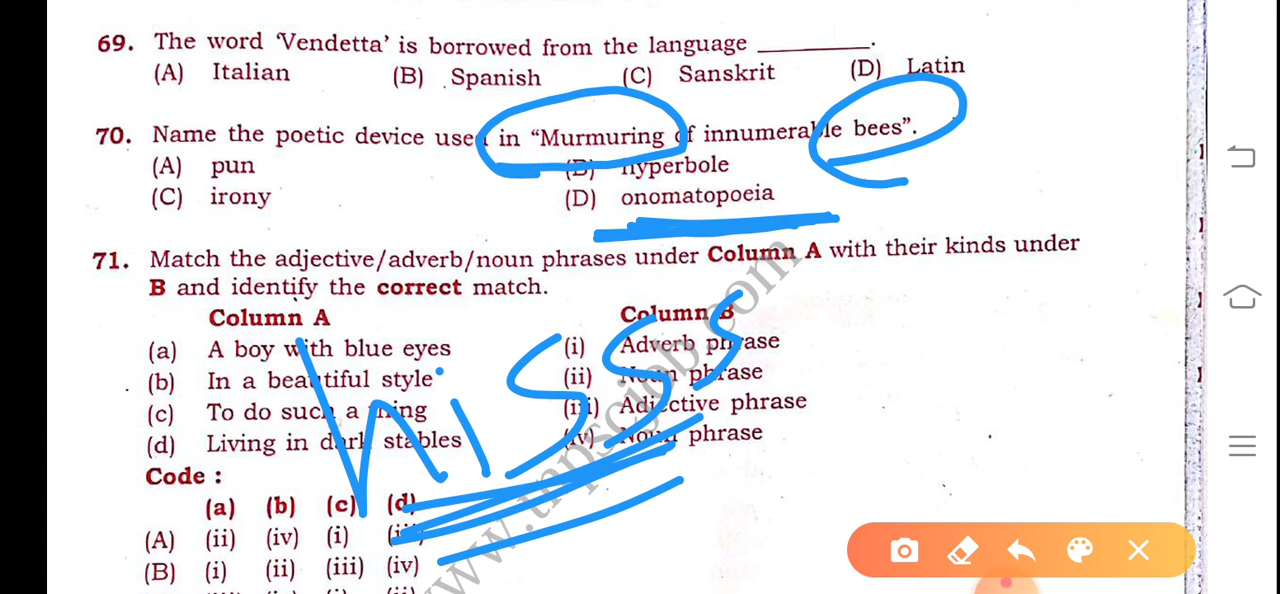 69. The word 'Vendetta' is borrowed from the language ________.
(A) Italian (B) Spanish (C) Sanskrit (D) Latin
70. Name the poetic device used in "Murmuring of innumerable bees".
(A) pun (B) hyperbole
(C) irony (D) onomatopoeia
71. Match the adjective/adverb/noun phrases under Column A with their kinds under
B and identify the correct match.
Column A Column B
(a) A boy with blue eyes (i) Adverb phrase
(b) In a beautiful style (ii) Noun phrase
(c) To do such a thing (iii) Adjective phrase
(d) Living in dark stables (iv) Noun phrase
hisss
Code :
(a) (b) (c) (d)
(A) (ii) (iv) (i) (iii)
(B) (i) (ii) (iii) (iv)
www.tnpscjob.com